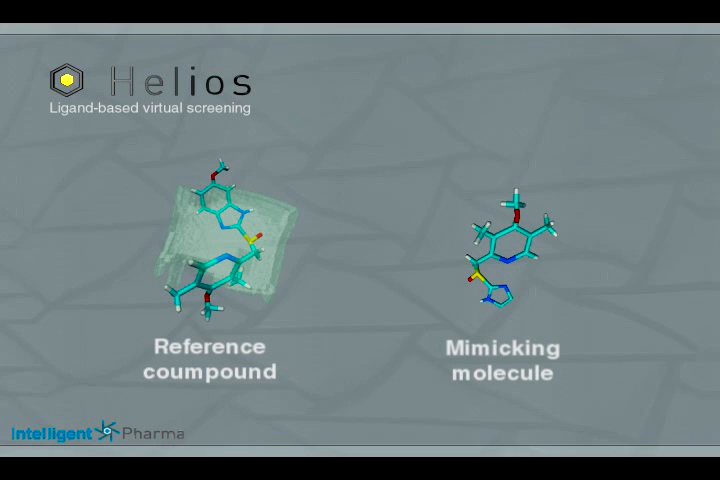 Helios
Ligand-based virtual screening
Reference
coumpound
Mimicking
molecule
Intelligent Pharma